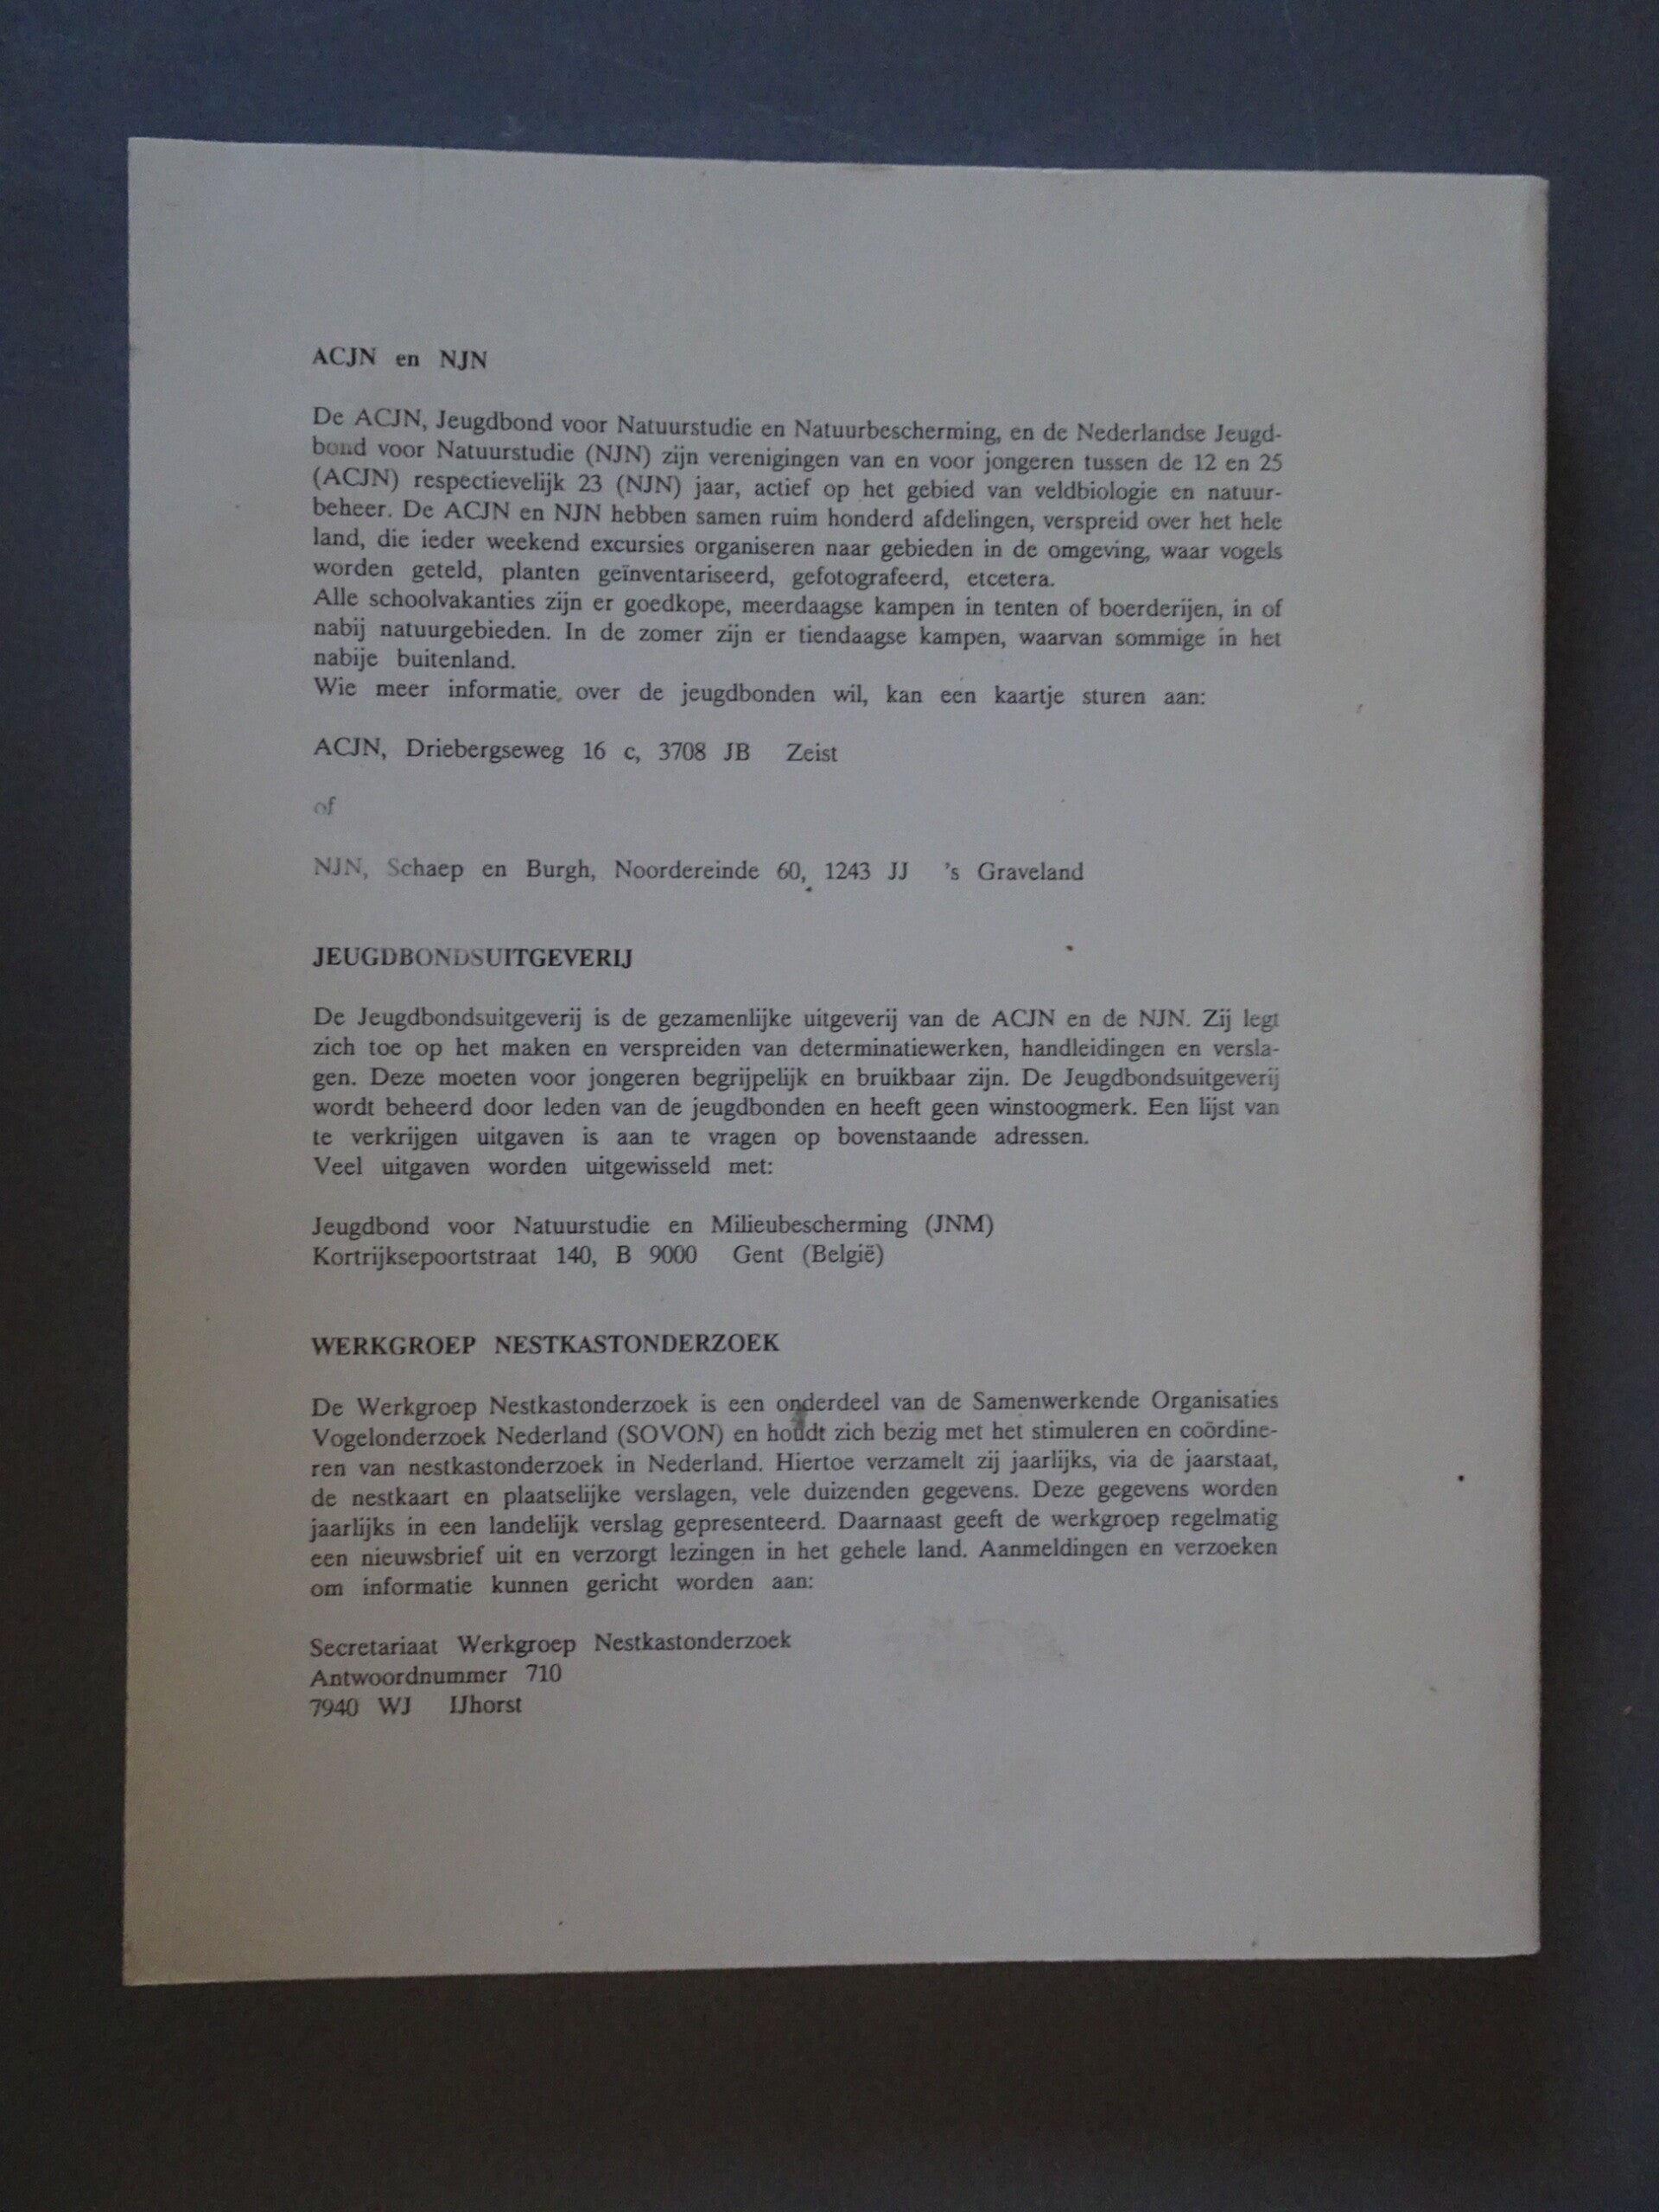 ACJN en NJN
De ACJN, Jeugdbond voor Natuurstudie en Natuurbescherming, en de Nederlandse Jeugd-
bond voor Natuurstudie (NJN) zijn verenigingen van en voor jongeren tussen de 12 en 25
(ACJN) respectievelijk 23 (NJN) jaar, actief op het gebied van veldbiologie en natuur-
beheer. De ACJN en NJN hebben samen ruim honderd afdelingen, verspreid over het hele
land, die ieder weekend excursies organiseren naar gebieden in de omgeving, waar vogels
worden geteld, planten geïnventariseerd, gefotografeerd, etcetera.
Alle schoolvakanties zijn er goedkope, meerdaagse kampen in tenten of boerderijen, in of
nabij natuurgebieden. In de zomer zijn er tiendaagse kampen, waarvan sommige in het
nabije buitenland.
Wie meer informatie over de jeugdbonden wil, kan een kaartje sturen aan:
ACJN, Driebergseweg 16 c, 3708 JB Zeist
of
NJN, Schaep en Burgh, Noordereinde 60, 1243 JJ 's Graveland
JEUGDBONDSUITGEVERIJ
De Jeugdbondsuitgeverij is de gezamenlijke uitgeverij van de ACJN en de NJN. Zij legt
zich toe op het maken en verspreiden van determinatiewerken, handleidingen en versla-
gen. Deze moeten voor jongeren begrijpelijk en bruikbaar zijn. De Jeugdbondsuitgeverij
wordt beheerd door leden van de jeugdbonden en heeft geen winstoogmerk. Een lijst van
te verkrijgen uitgaven is aan te vragen op bovenstaande adressen.
Veel uitgaven worden uitgewisseld met:
Jeugdbond voor Natuurstudie en Milieubescherming (JNM)
Kortrijksepoortstraat 140, B 9000 Gent (België)
WERKGROEP NESTKASTONDERZOEK
De Werkgroep Nestkastonderzoek is een onderdeel van de Samenwerkende Organisaties
Vogelonderzoek Nederland (SOVON) en houdt zich bezig met het stimuleren en coördine-
ren van nestkastonderzoek in Nederland. Hiertoe verzamelt zij jaarlijks, via de jaarstaat,
de nestkaart en plaatselijke verslagen, vele duizenden gegevens. Deze gegevens worden
jaarlijks in een landelijk verslag gepresenteerd. Daarnaast geeft de werkgroep regelmatig
een nieuwsbrief uit en verzorgt lezingen in het gehele land. Aanmeldingen en verzoeken
om informatie kunnen gericht worden aan:
Secretariaat Werkgroep Nestkastonderzoek
Antwoordnummer 710
7940 WJ IJhorst